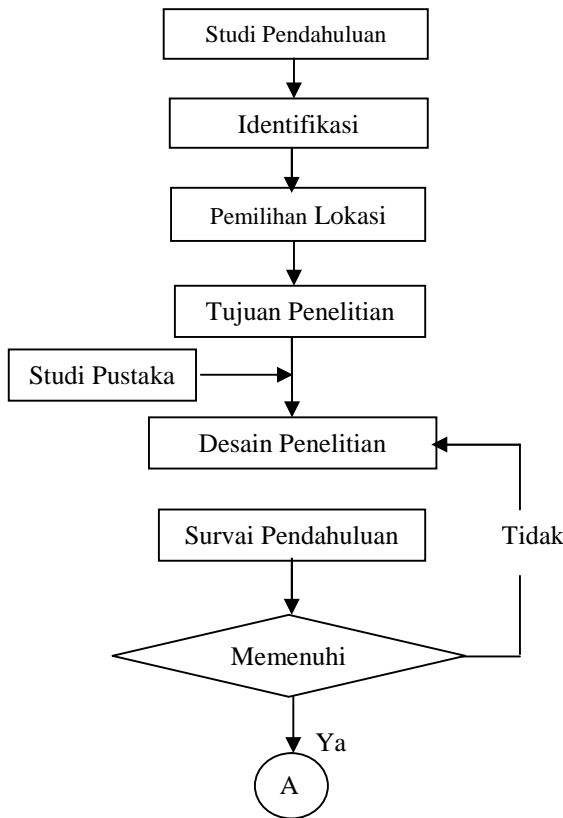 Studi Pendahuluan
Identifikasi
Pemilihan Lokasi
Tujuan Penelitian
Studi Pustaka
Desain Penelitian
Survai Pendahuluan
Tidak
Memenuhi
Ya
A